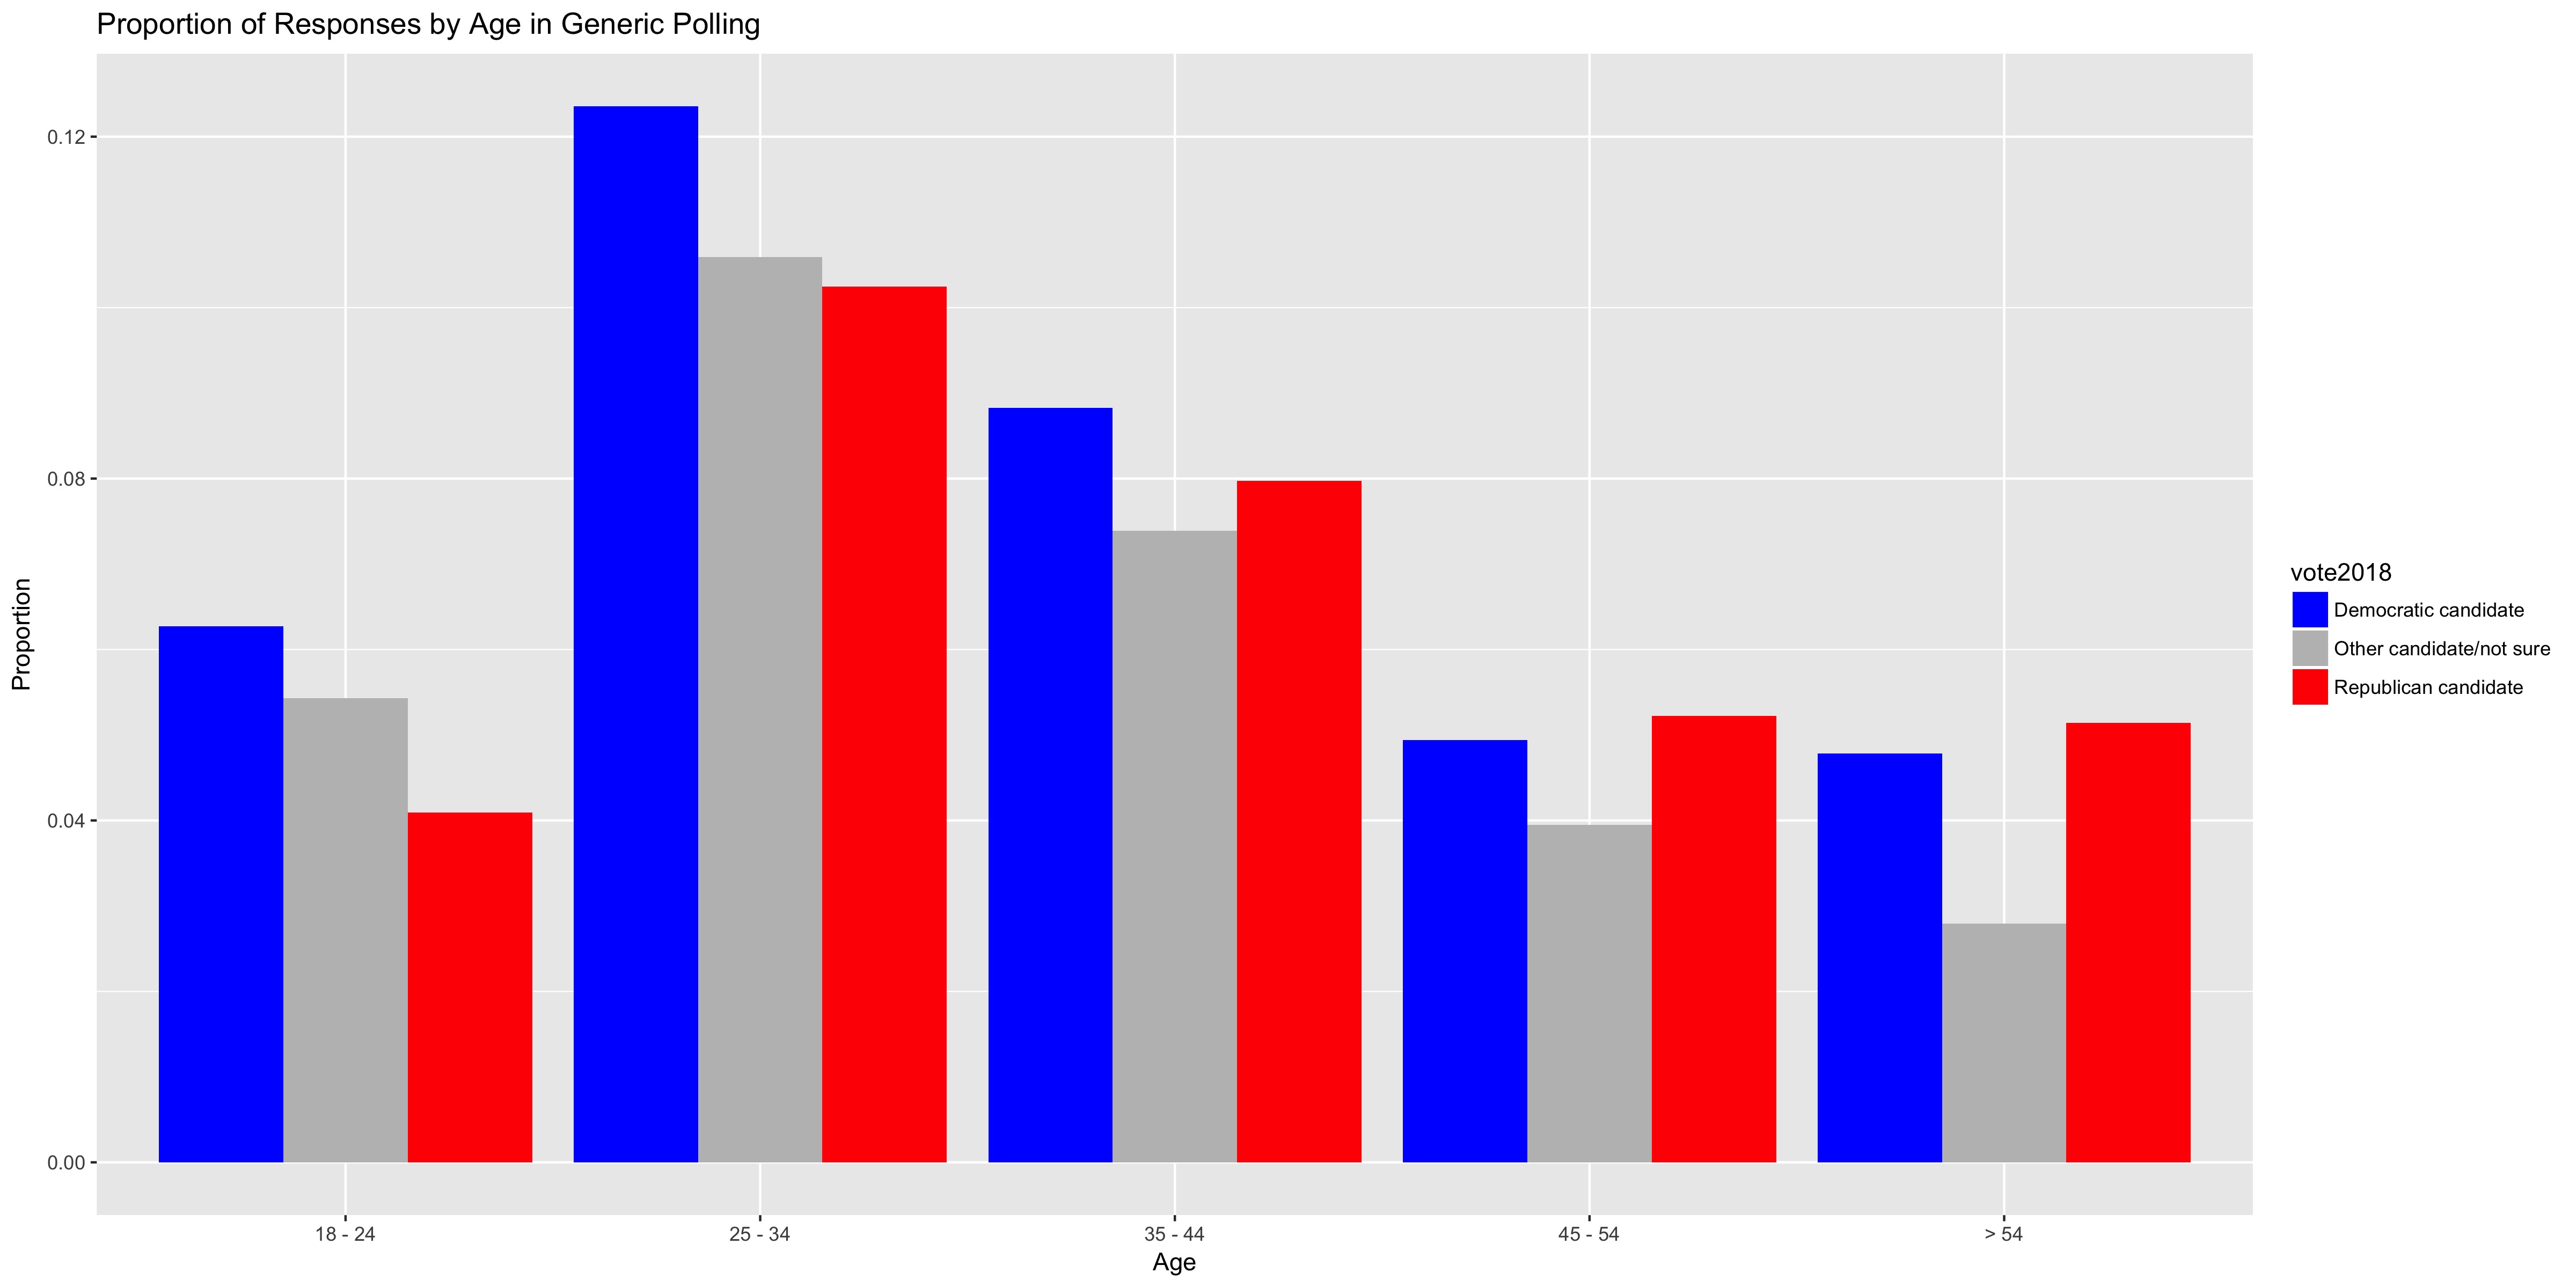 Proportion of Responses by Age in Generic Polling
Proportion
0.12
0.08
0.04
0.00
18 - 24
25 - 34
35 - 44
45 - 54
> 54
Age
vote2018
Democratic candidate
Other candidate/not sure
Republican candidate